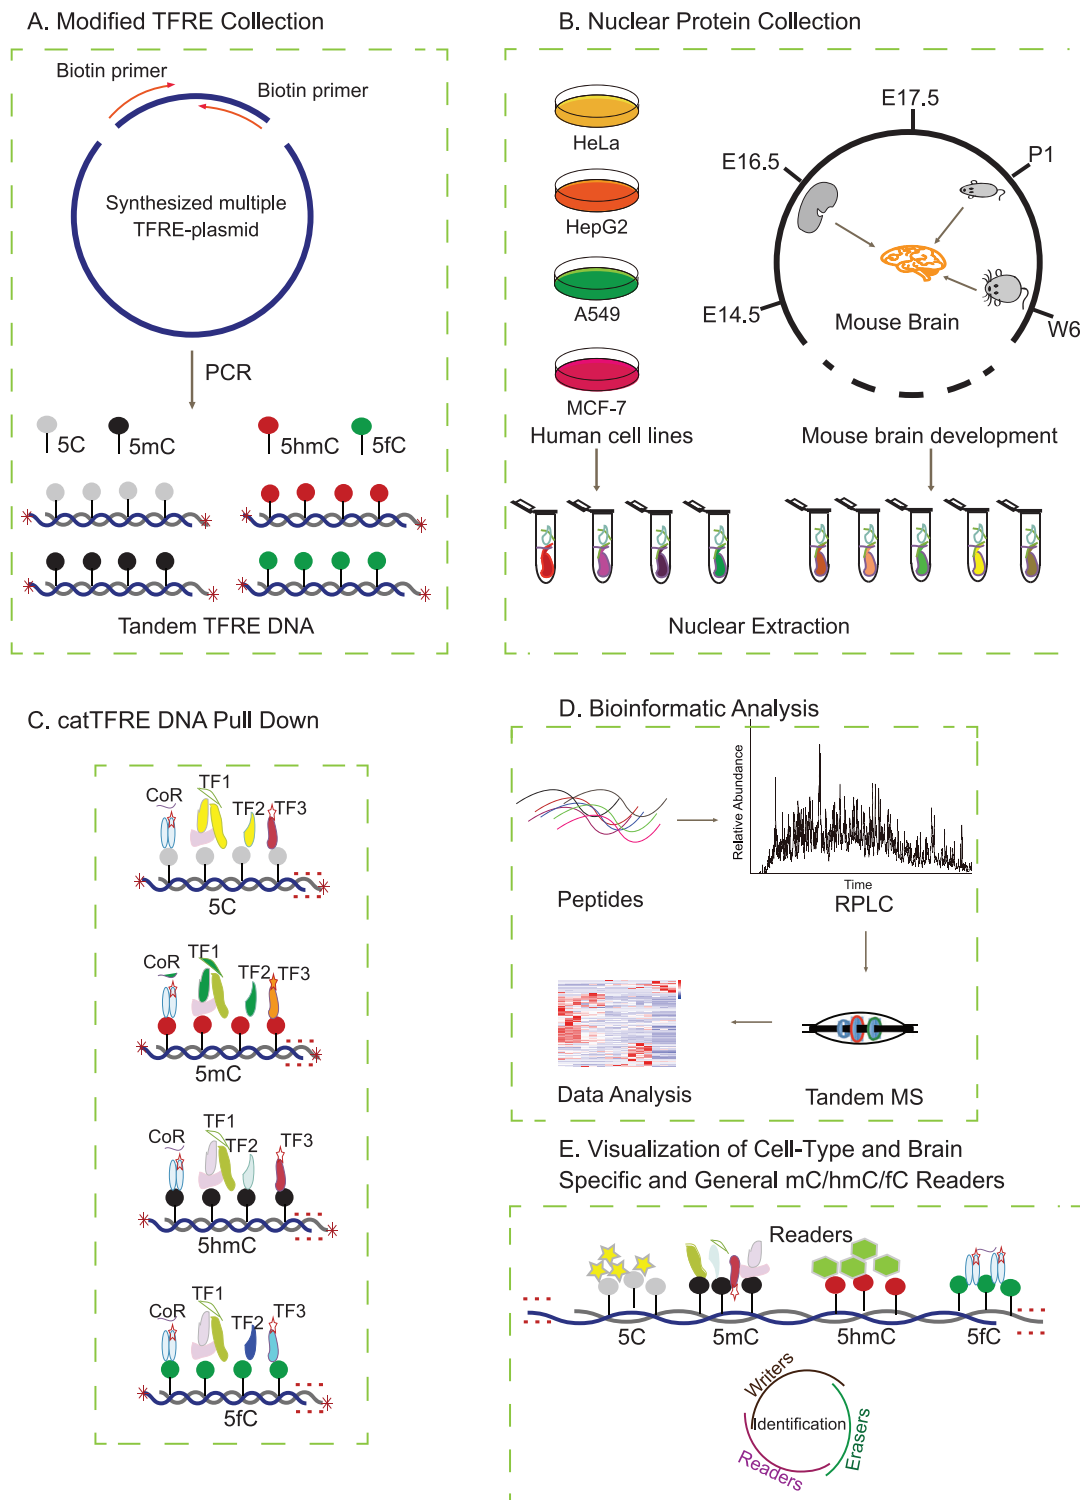 A. Modified TFRE Collection
Biotin primer
Biotin primer
Synthesized multiple
TFRE-plasmid
PCR
5C
5mC
5hmC
5fC
Tandem TFRE DNA
B. Nuclear Protein Collection
HeLa
HepG2
A549
MCF-7
Human cell lines
E17.5
E16.5
P1
E14.5
W6
Mouse Brain
Mouse brain development
Nuclear Extraction
C. catTFRE DNA Pull Down
CoR
TF1
TF2
TF3
5C
CoR
TF1
TF2
TF3
5mC
CoR
TF1
TF2
TF3
5hmC
CoR
TF1
TF2
TF3
5fC
D. Bioinformatic Analysis
Peptides
Relative Abundance
Time
RPLC
Data Analysis
Tandem MS
E. Visualization of Cell-Type and Brain
Specific and General mC/hmC/fC Readers
Readers
5C
5mC
5hmC
5fC
Writers
Identification
Erasers
Readers